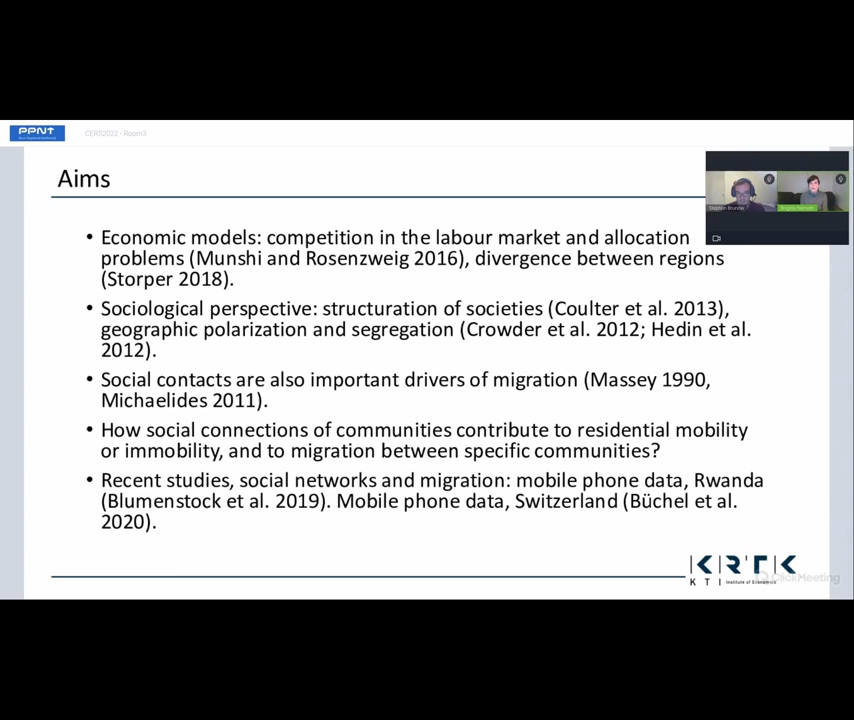 PPNT
CERS2022 - Room3
Aims
• Economic models: competition in the labour market and allocation
problems (Munshi and Rosenzweig 2016), divergence between regions
(Storper 2018).
• Sociological perspective: structuration of societies (Coulter et al. 2013),
geographic polarization and segregation (Crowder et al. 2012; Hedin et al.
2012).
• Social contacts are also important drivers of migration (Massey 1990,
Michaelides 2011).
• How social connections of communities contribute to residential mobility
or immobility, and to migration between specific communities?
• Recent studies, social networks and migration: mobile phone data, Rwanda
(Blumenstock et al. 2019). Mobile phone data, Switzerland (Büchel et al.
2020).
KRTK
KTI Institute of Economics
ClickMeeting